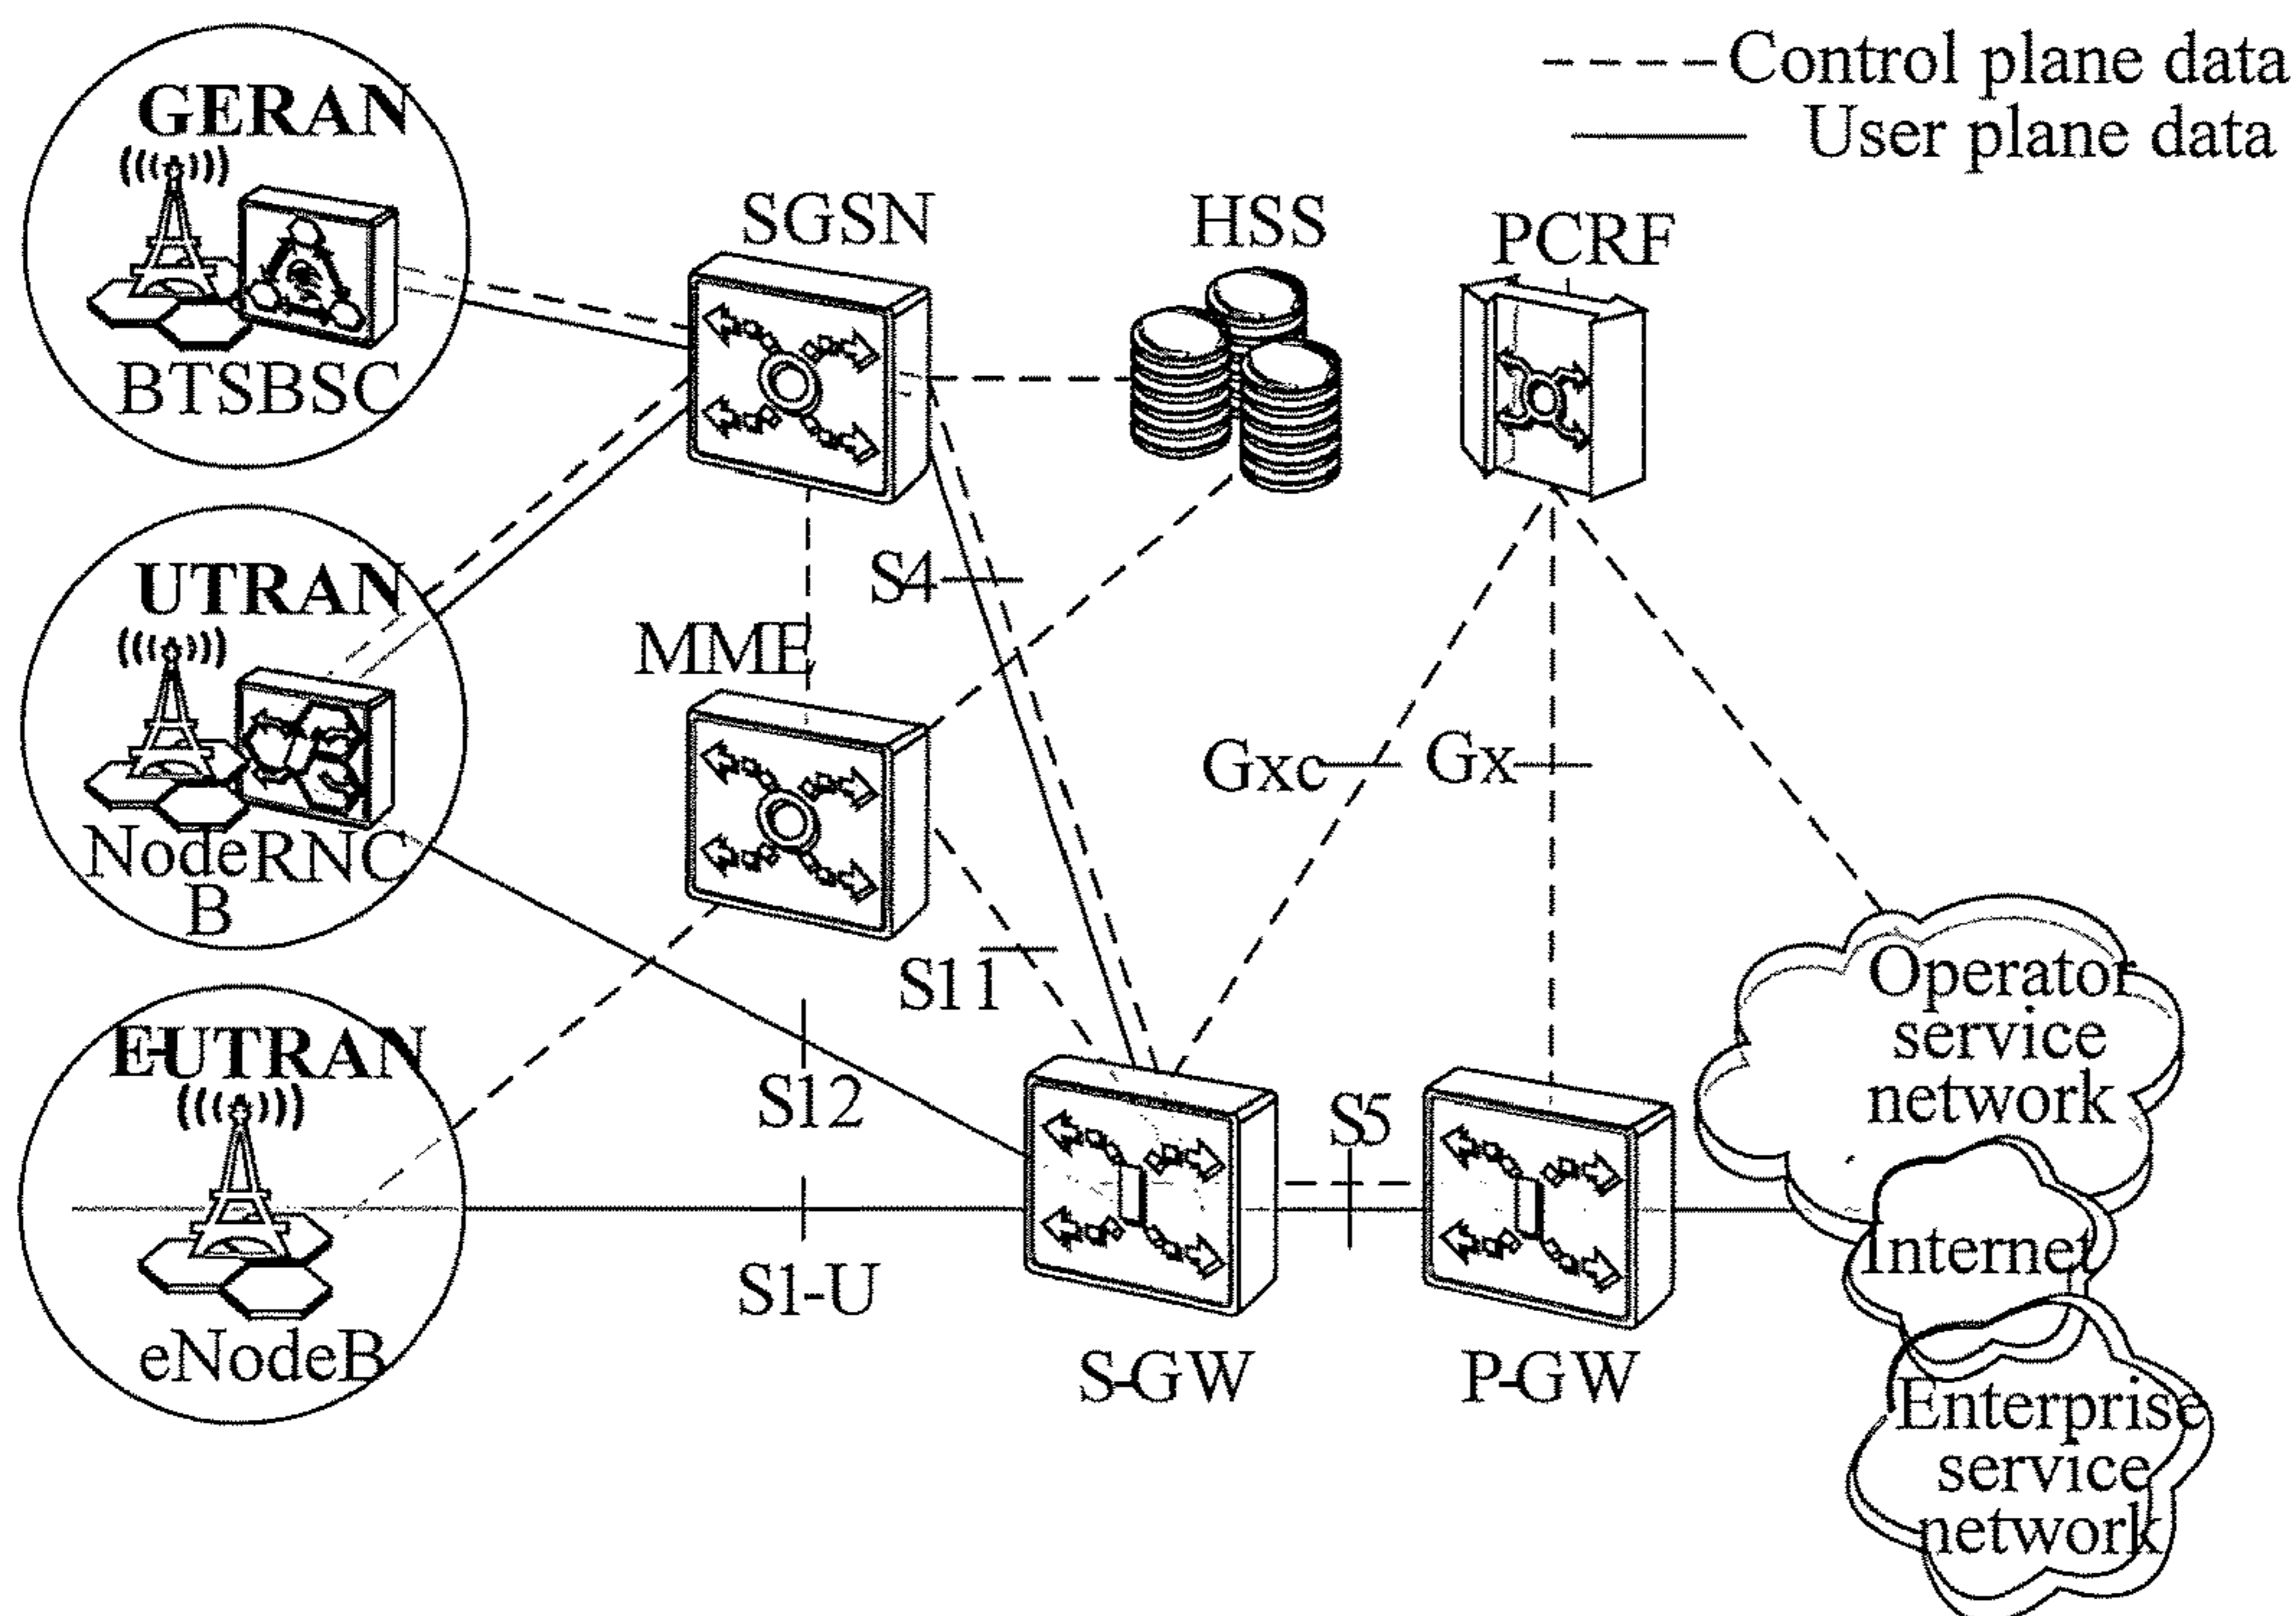 Control plane data
User plane data
GERAN
BTSBSC
SGSN
HSS
PCRF
UTRAN
NodeRNC
B
MME
S4
Gxc
Gx
S11
E-UTRAN
eNodeB
S12
S1-U
S5
S-GW
P-GW
Operator
service
network
Internet
Enterprise
service
network